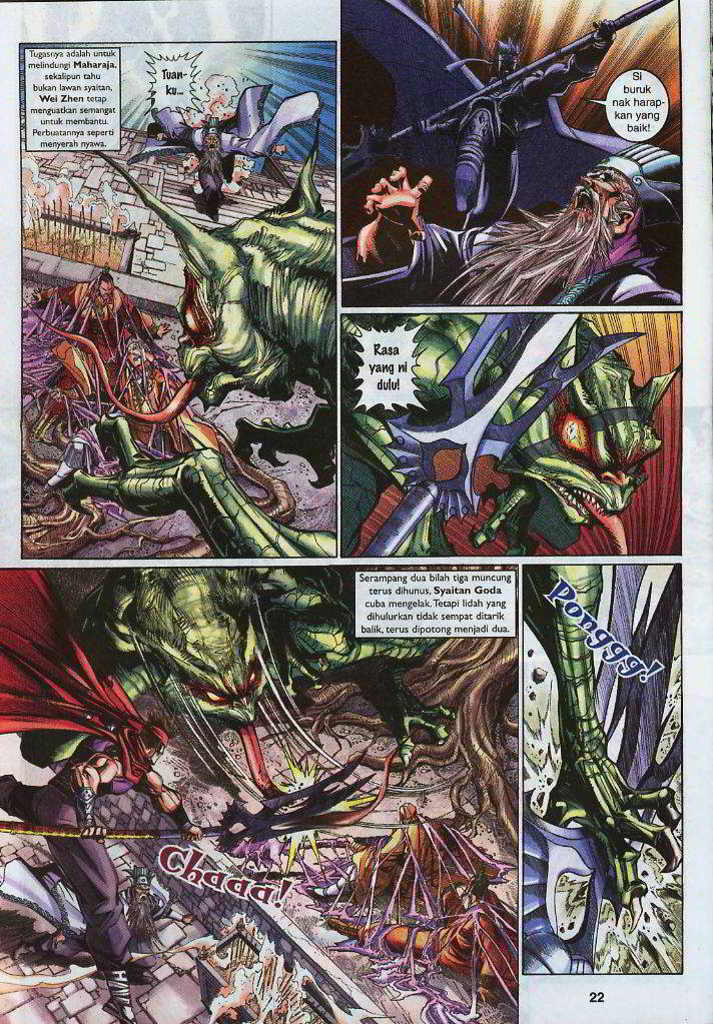 Tugasnya adalah untuk
melindungi Maharaja,
sekalipun tahu
bukan lawan syaitan,
Wei Zhen tetap
menguatkan semangat
untuk membantu.
Perbuatannya seperti
menyerah nyawa.
Tuan-
ku...
Si
buruk
nak harap-
kan yang
baik!
Rasa
yang ni
dulu!
Serampang dua bilah tiga muncung
terus dihunus, Syaitan Goda
cuba mengelak. Tetapi lidah yang
dihulurkan tidak sempat ditarik
balik, terus dipotong menjadi dua.
Chaaa!
Ponggg!
22